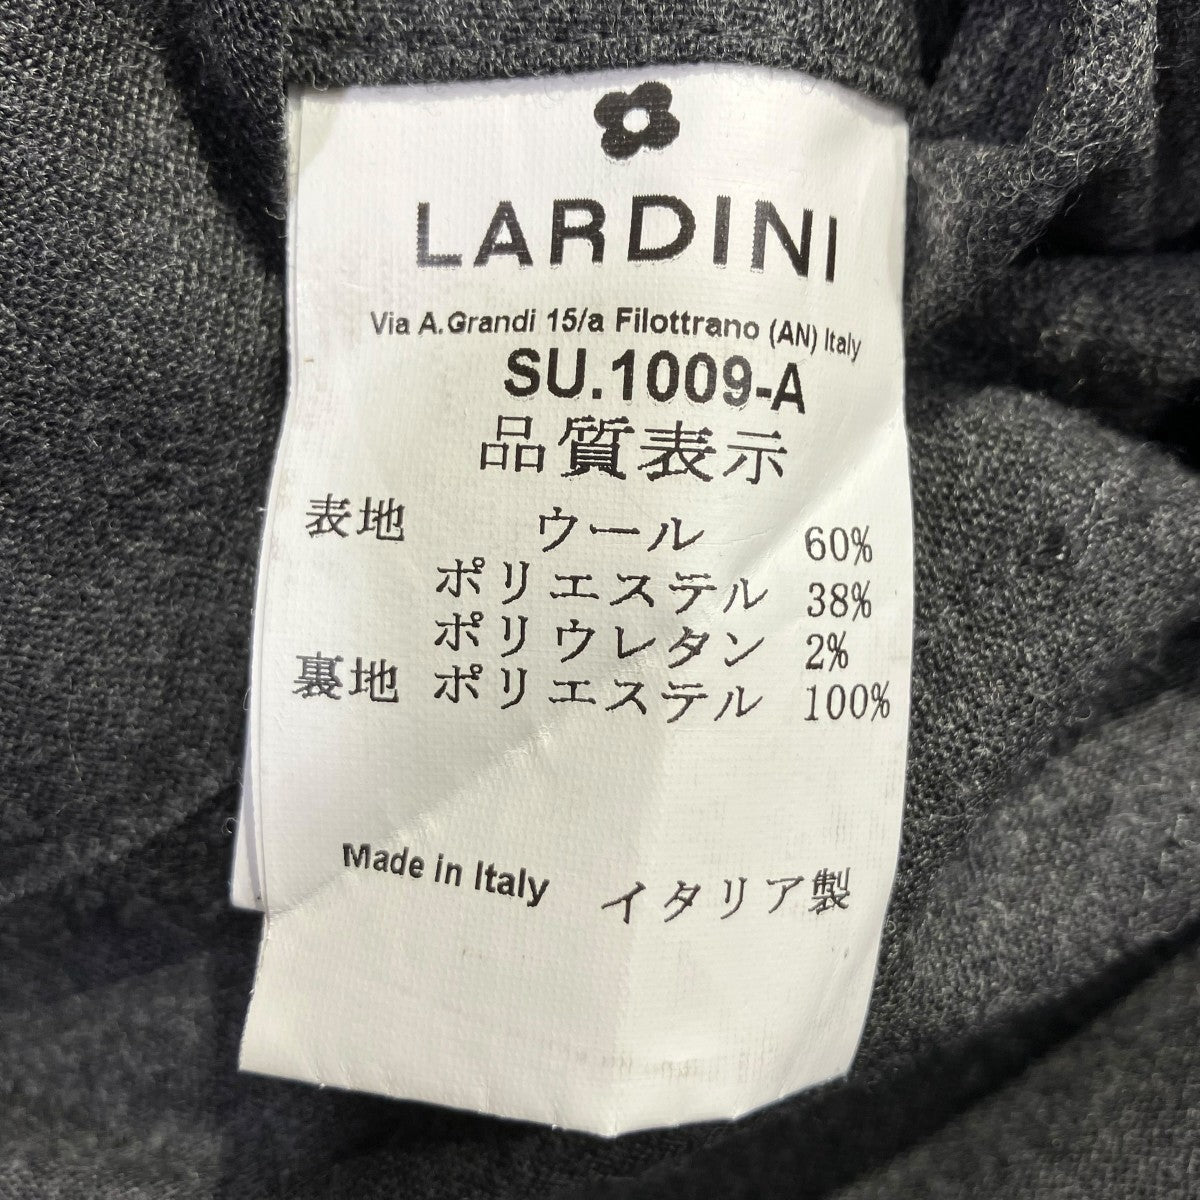 LARDINI
Via A.Grandi 15/a Filottrano (AN) Italy
SU.1009-A
品質表示
表地 ウール 60%
ポリエステル 38%
ポリウレタン 2%
裏地 ポリエステル 100%
Made in Italy イタリア製